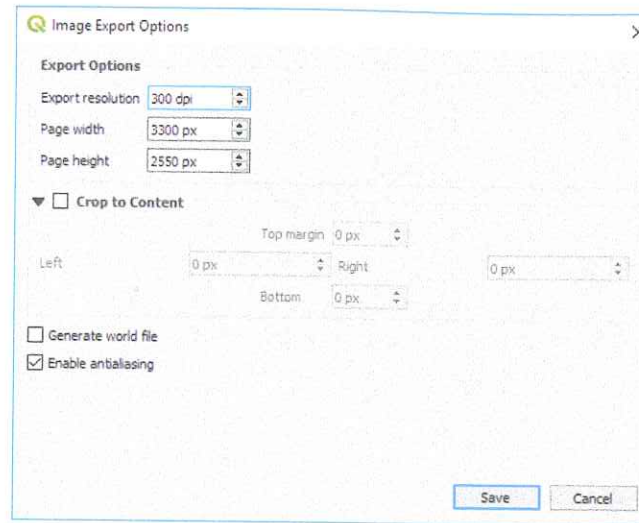 Image Export Options
Export Options
Export resolution 300 dpi
Page width 3300 px
Page height 2550 px
Crop to Content
Top margin 0 px
Left 0 px Right 0 px
Bottom 0 px
Generate world file
Enable antialiasing
Save Cancel